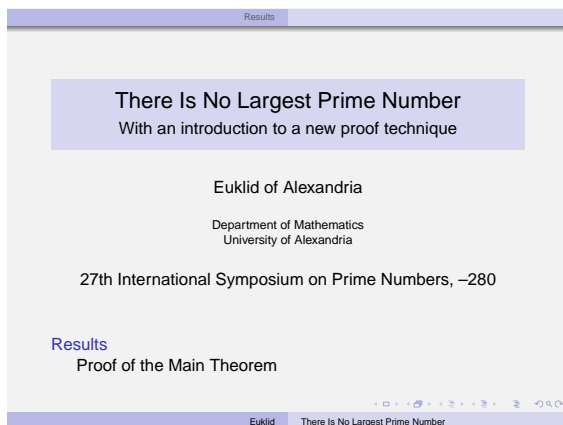 Results
There Is No Largest Prime Number
With an introduction to a new proof technique
Euklid of Alexandria
Department of Mathematics
University of Alexandria
27th International Symposium on Prime Numbers, –280
Results
Proof of the Main Theorem
Euklid There Is No Largest Prime Number